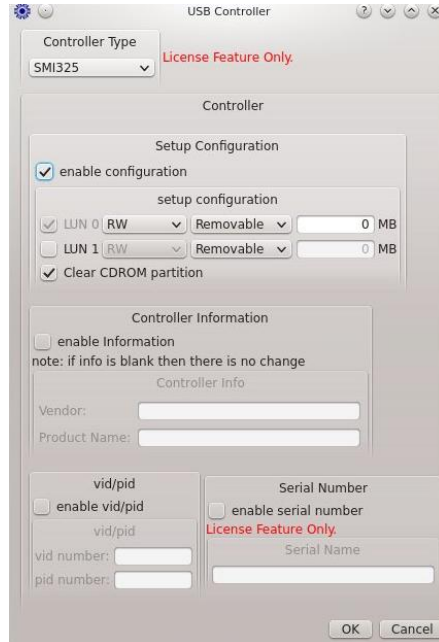 USB Controller
Controller Type
SMI325
License Feature Only.
Controller
Setup Configuration
enable configuration
setup configuration
LUN 0 RW Removable 0 MB
LUN 1 RW Removable 0 MB
Clear CDROM partition
Controller Information
enable Information
note: if info is blank then there is no change
Controller Info
Vendor:
Product Name:
vid/pid
enable vid/pid
vid/pid
vid number:
pid number:
Serial Number
enable serial number
License Feature Only.
Serial Name
OK Cancel